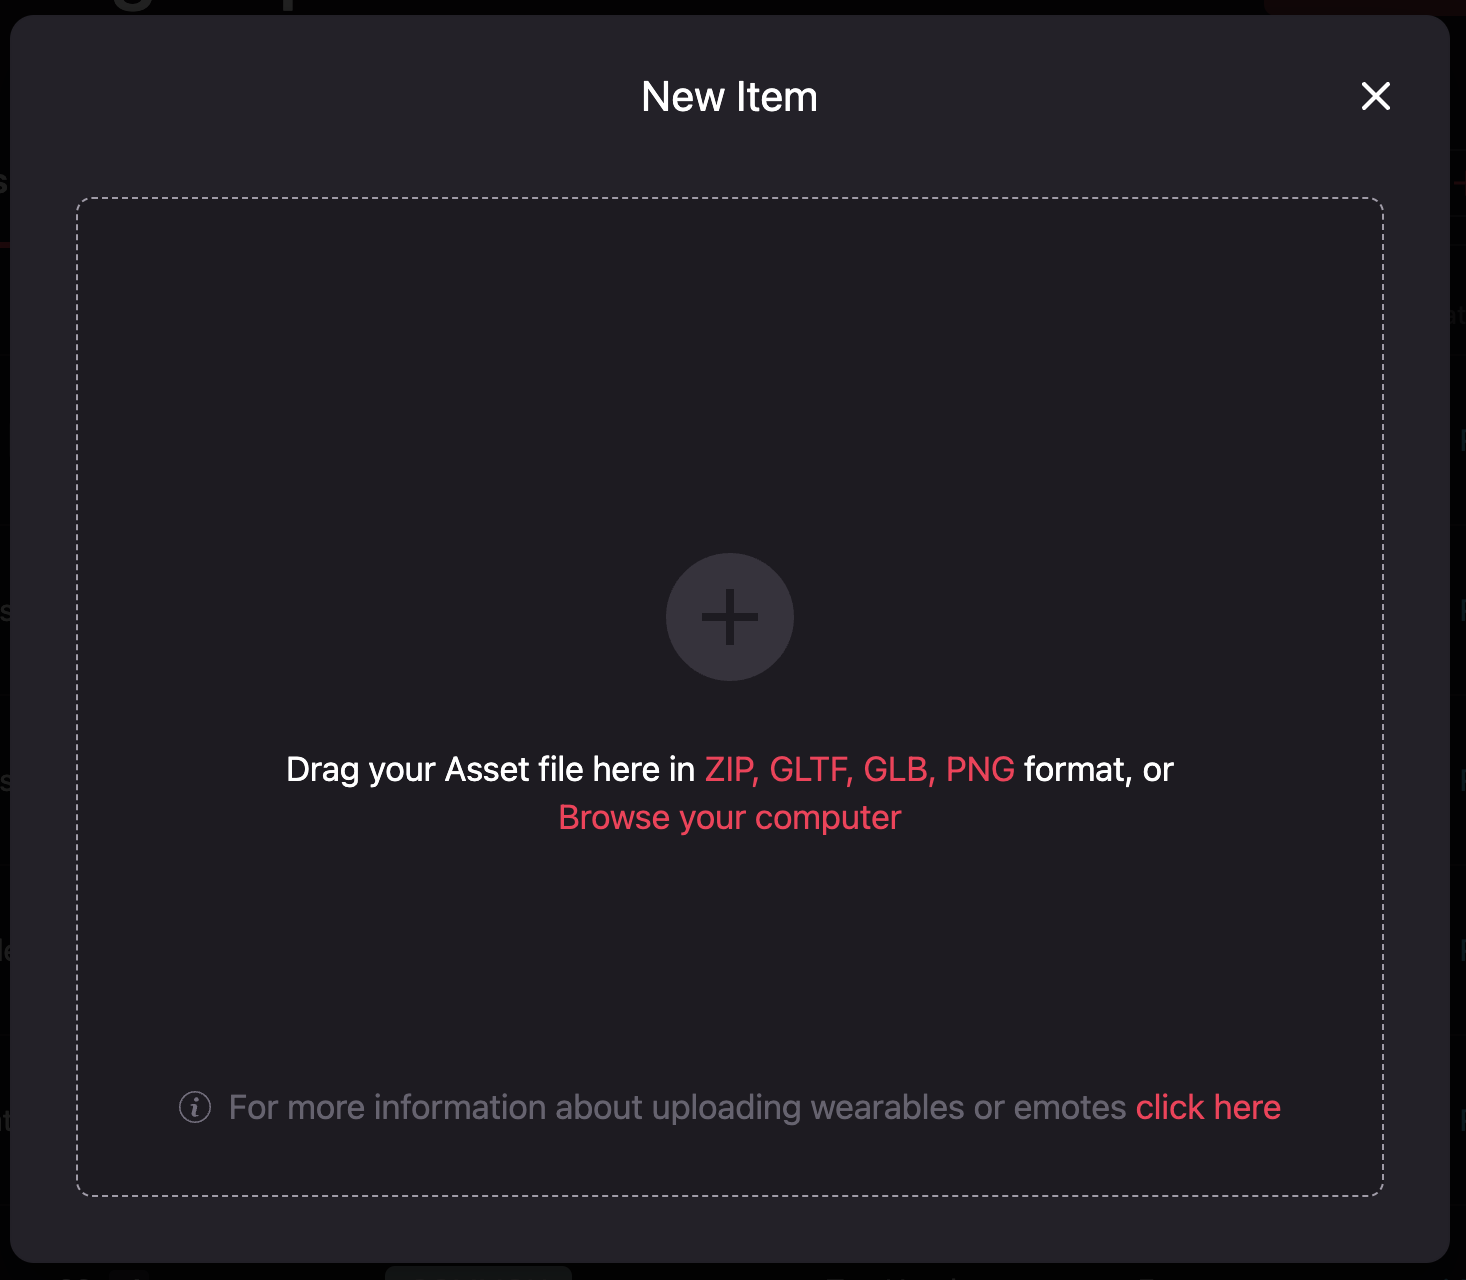 New Item
Drag your Asset file here in ZIP, GLTF, GLB, PNG format, or
Browse your computer
For more information about uploading wearables or emotes click here